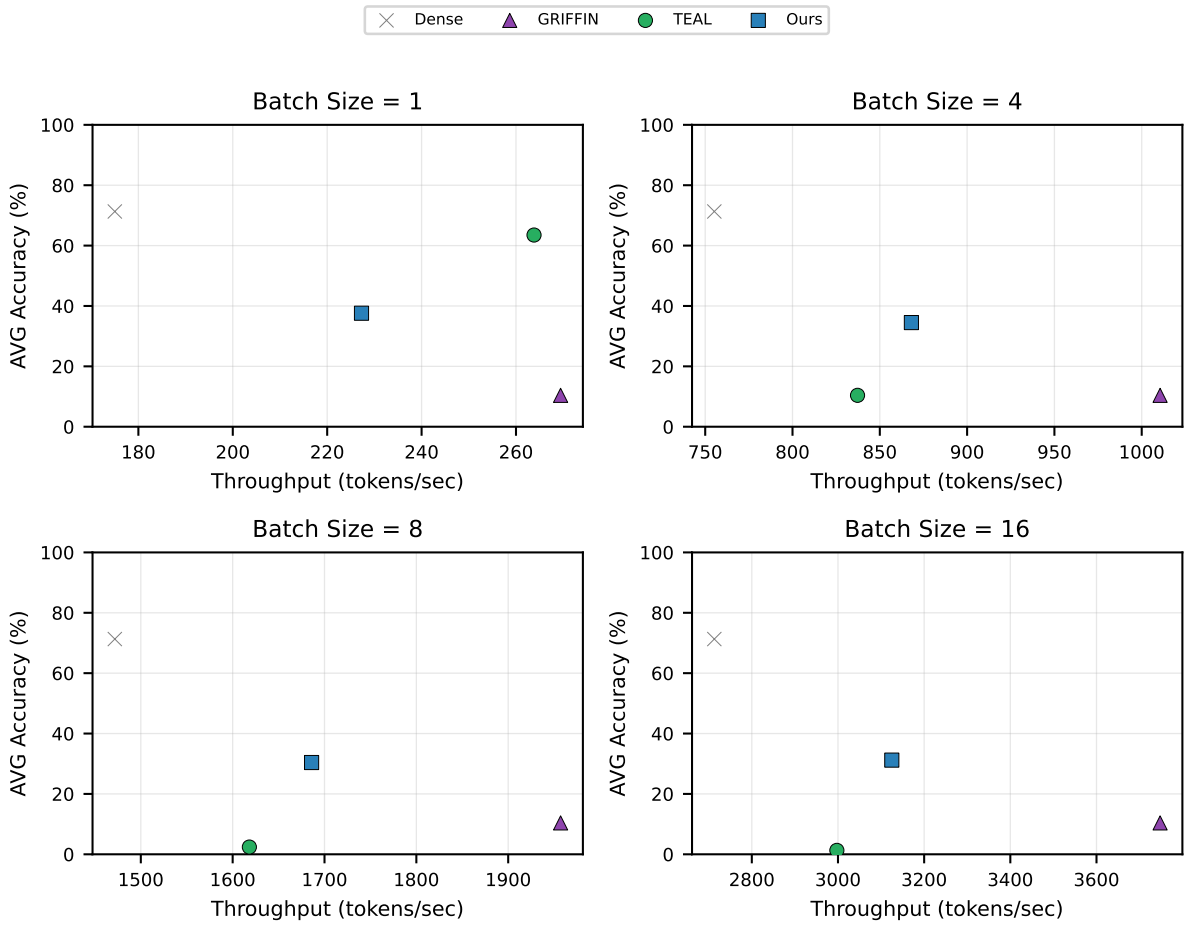 Dense GRIFFIN TEAL Ours
Batch Size = 1
AVG Accuracy (%)
100
80
60
40
20
0
180 200 220 240 260
Throughput (tokens/sec)
Batch Size = 4
AVG Accuracy (%)
100
80
60
40
20
0
750 800 850 900 950 1000
Throughput (tokens/sec)
Batch Size = 8
AVG Accuracy (%)
100
80
60
40
20
0
1500 1600 1700 1800 1900
Throughput (tokens/sec)
Batch Size = 16
AVG Accuracy (%)
100
80
60
40
20
0
2800 3000 3200 3400 3600
Throughput (tokens/sec)